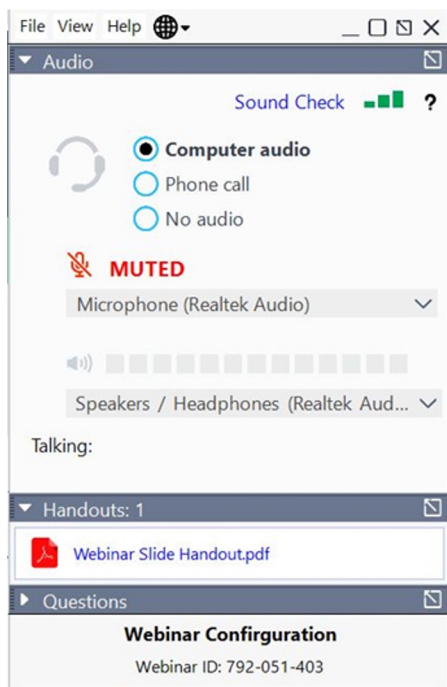 File View Help
Audio
Sound Check ?
Computer audio
Phone call
No audio
MUTED
Microphone (Realtek Audio)
Speakers / Headphones (Realtek Aud...
Talking:
Handouts: 1
Webinar Slide Handout.pdf
Questions
Webinar Confirguration
Webinar ID: 792-051-403